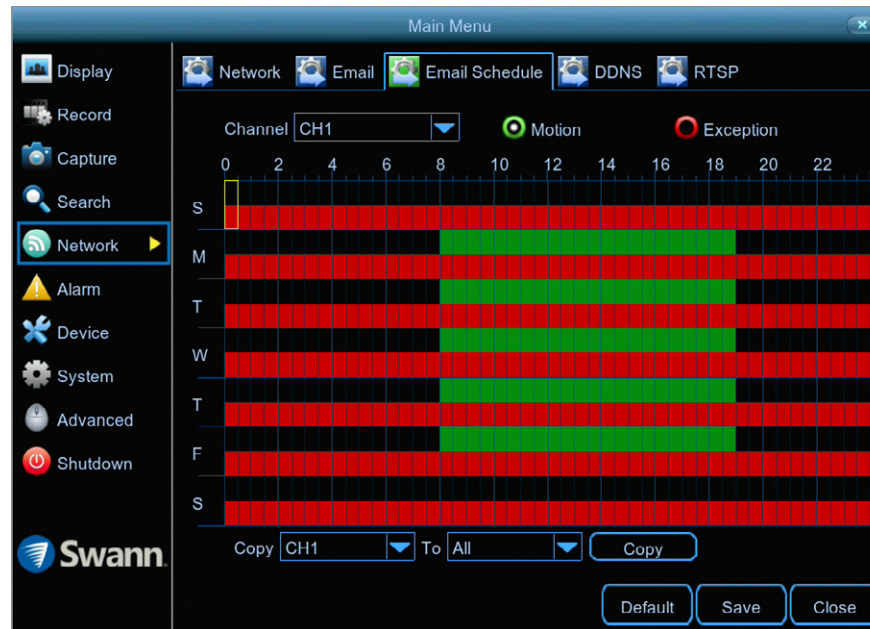 Main Menu
Display
Record
Capture
Search
Network
Alarm
Device
System
Advanced
Shutdown
Swann.
Network Email Email Schedule DDNS RTSP
Channel CH1 Motion Exception
0 2 4 6 8 10 12 14 16 18 20 22
S
M
T
W
T
F
S
Copy CH1 To All Copy
Default Save Close